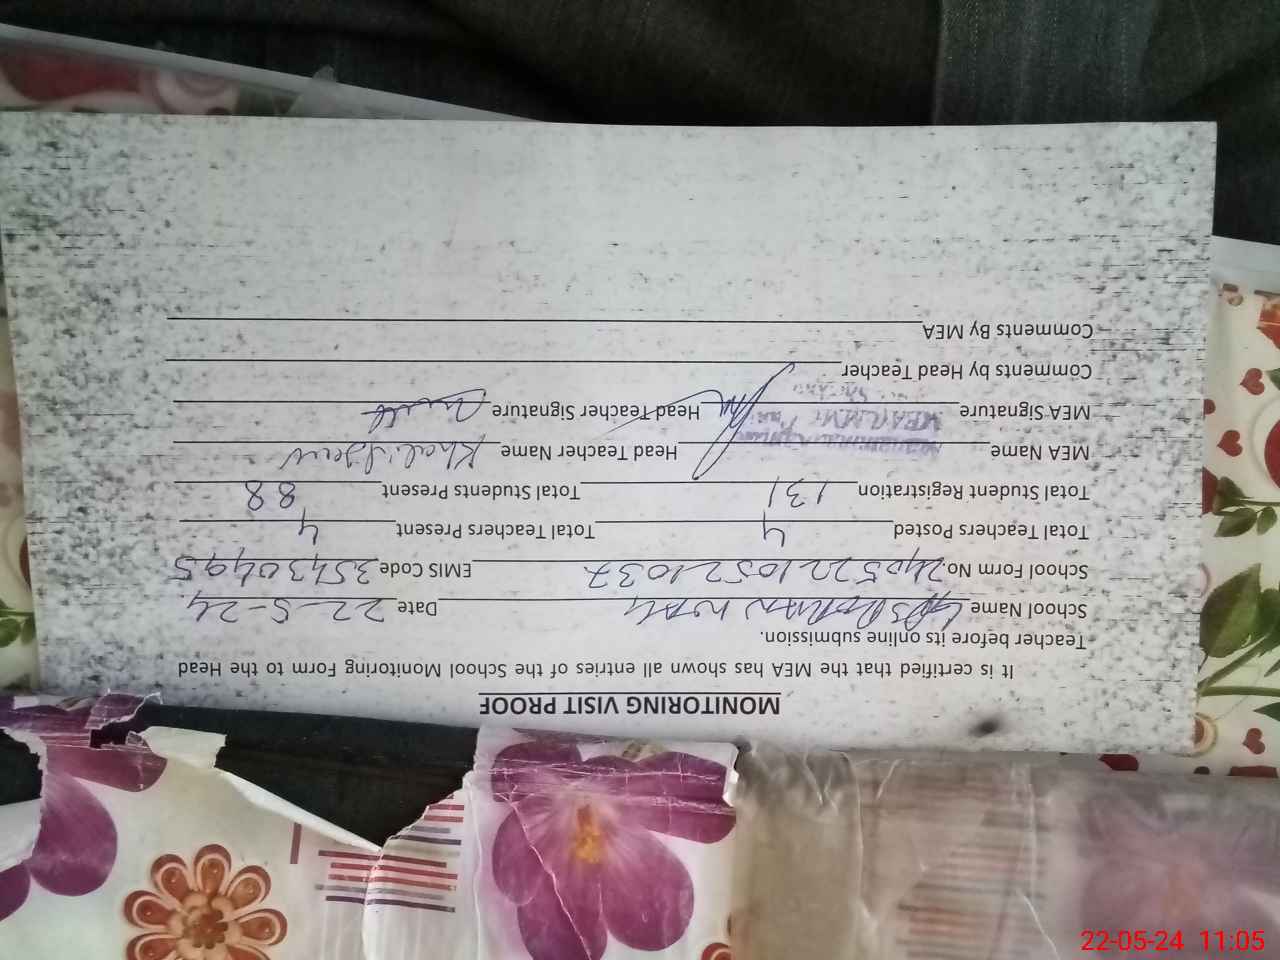 MONITORING VISIT PROOF
It is certified that the MEA has shown all entries of the School Monitoring Form to the Head
Teacher before its online submission.
School Name GPS Date 22-5-24
School Form No. 24052210521037 EMIS Code 35430495
Total Teachers Posted 4 Total Teachers Present 4
Total Student Registration 131 Total Students Present 88
MEA Name Head Teacher Name Khalid
MEA Signature Head Teacher Signature
Comments by Head Teacher
Comments By MEA
22-05-24 11:05